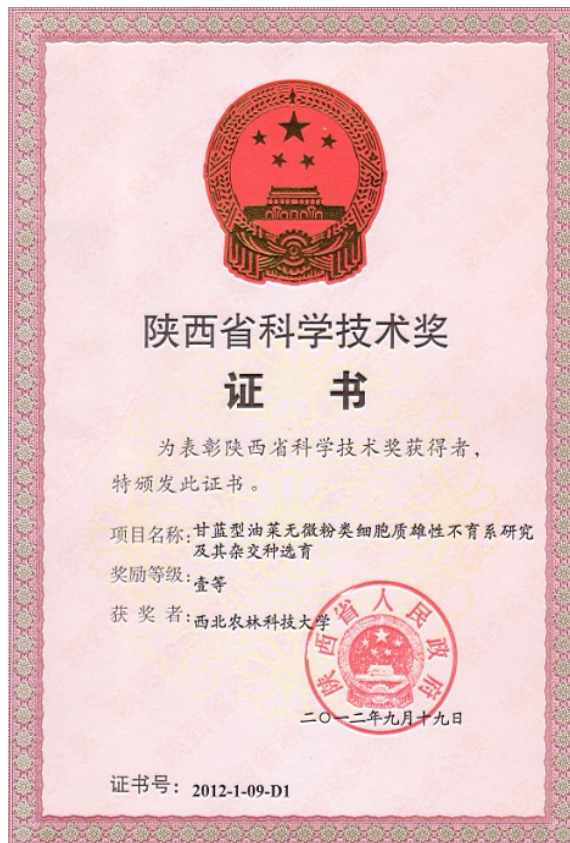 陕西省科学技术奖
证 书
为表彰陕西省科学技术奖获得者，
特颁发此证书。
项目名称：甘蓝型油菜无微粉类细胞质雄性不育系研究
及其杂交种选育
奖励等级：壹等
获 奖 者：西北农林科技大学
陕西省人民政府
二〇一二年九月十九日
证书号：2012-1-09-D1